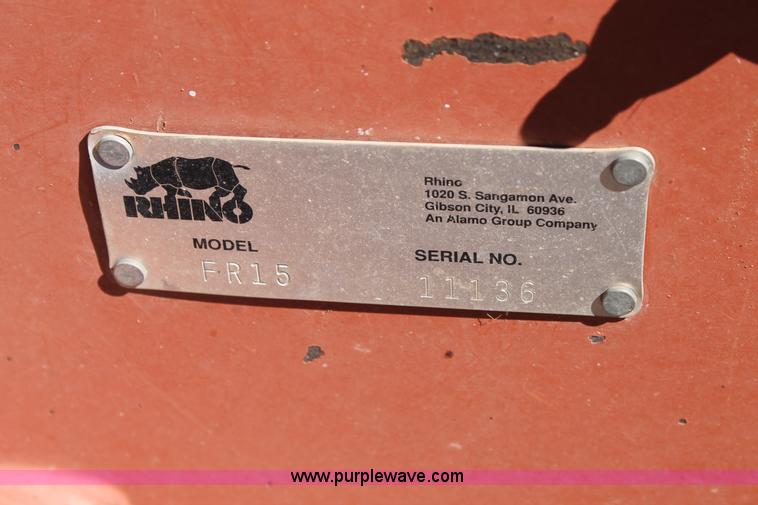 RHINO
Rhino
1020 S. Sangamon Ave.
Gibson City, IL 60936
An Alamo Group Company
MODEL
FR15
SERIAL NO.
11136
www.purplewave.com